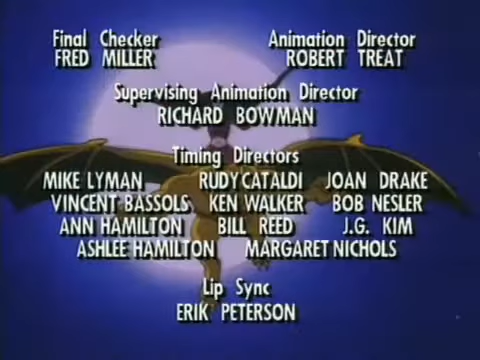 Final Checker Animation Director
FRED MILLER ROBERT TREAT
Supervising Animation Director
RICHARD BOWMAN
Timing Directors
MIKE LYMAN RUDY CATALDI JOAN DRAKE
VINCENT BASSOLS KEN WALKER BOB NESLER
ANN HAMILTON BILL REED J.G. KIM
ASHLEE HAMILTON MARGARET NICHOLS
Lip Sync
ERIK PETERSON